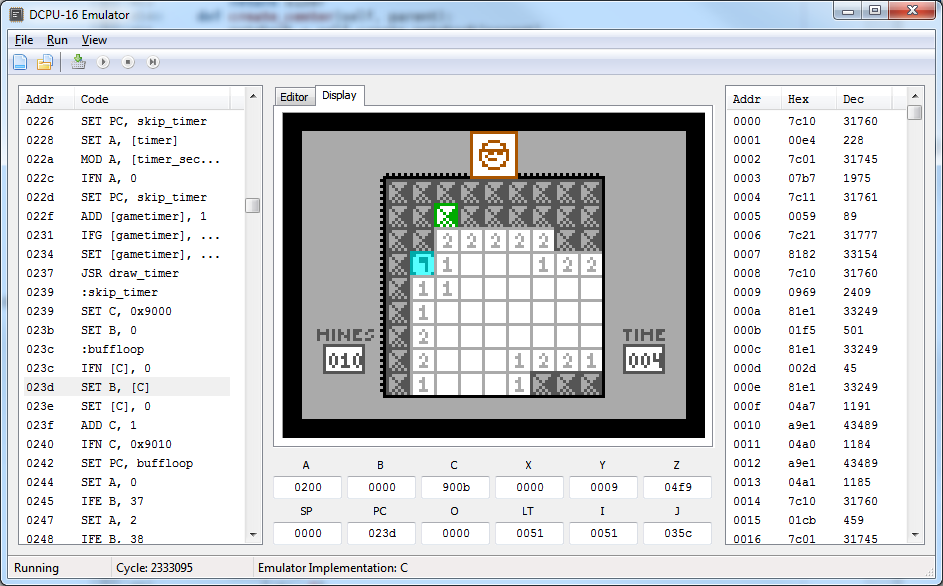 DCPU-16 Emulator
File Run View
Addr Code
0226 SET PC, skip_timer
0228 SET A, [timer]
022a MOD A, [timer_sec...
022c IFN A, 0
022d SET PC, skip_timer
022f ADD [gametimer], 1
0231 IFG [gametimer], ...
0234 SET [gametimer], ...
0237 JSR draw_timer
0239 :skip_timer
0239 SET C, 0x9000
023b SET B, 0
023c :buffloop
023c IFN [C], 0
023d SET B, [C]
023e SET [C], 0
023f ADD C, 1
0240 IFN C, 0x9010
0242 SET PC, buffloop
0244 SET A, 0
0245 IFE B, 37
0247 SET A, 2
0248 IFE B, 38
Editor Display
2 2 2 2 2
1 1 1 2 2
1 1
1
2
2 1 2 2 1
1 1
MINES
010
TIME
004
A B C X Y Z
0200 0000 900b 0000 0009 04f9
SP PC O LT I J
0000 023d 0000 0051 0051 035c
Addr Hex Dec
0000 7c10 31760
0001 00e4 228
0002 7c01 31745
0003 07b7 1975
0004 7c11 31761
0005 0059 89
0006 7c21 31777
0007 8182 33154
0008 7c10 31760
0009 0969 2409
000a 81e1 33249
000b 01f5 501
000c 81e1 33249
000d 002d 45
000e 81e1 33249
000f 04a7 1191
0010 a9e1 43489
0011 04a0 1184
0012 a9e1 43489
0013 04a1 1185
0014 7c10 31760
0015 01cb 459
0016 7c01 31745
Running Cycle: 2333095 Emulator Implementation: C